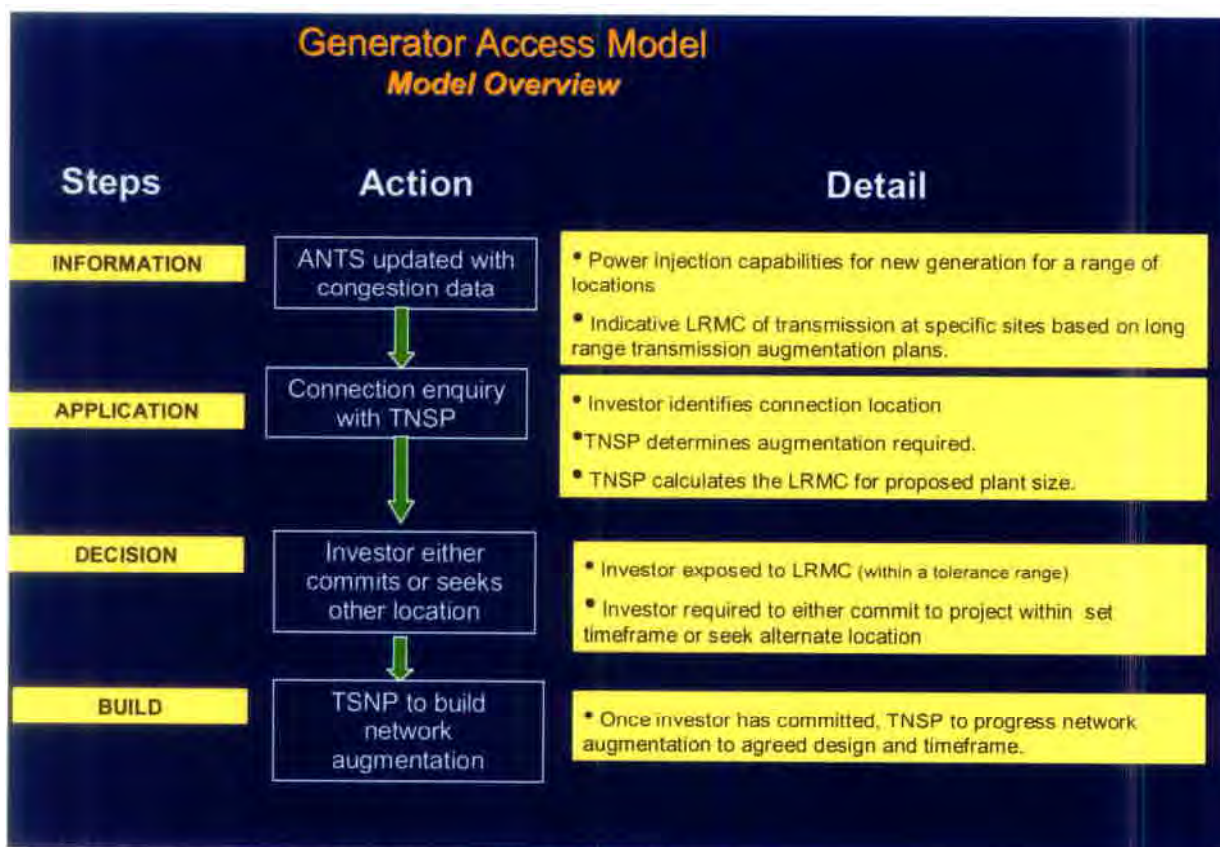 Generator Access Model
Model Overview
Steps
Action
Detail
INFORMATION
ANTS updated with
congestion data
• Power injection capabilities for new generation for a range of
locations
• Indicative LRMC of transmission at specific sites based on long
range transmission augmentation plans.
APPLICATION
Connection enquiry
with TNSP
• Investor identifies connection location
•TNSP determines augmentation required.
• TNSP calculates the LRMC for proposed plant size.
DECISION
Investor either
commits or seeks
other location
• Investor exposed to LRMC (within a tolerance range)
• Investor required to either commit to project within set
timeframe or seek alternate location
BUILD
TSNP to build
network
augmentation
• Once investor has committed, TNSP to progress network
augmentation to agreed design and timeframe.